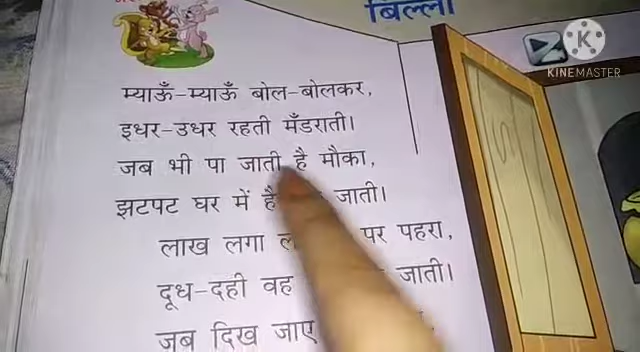 बिल्ली
KINEMASTER
म्याऊँ-म्याऊँ बोल-बोलकर,
इधर-उधर रहती मँडराती।
जब भी पा जाती है मौका,
झटपट घर में है जाती।
लाख लगा पर पहरा,
दूध-दही वह जाती।
जब दिख जाए